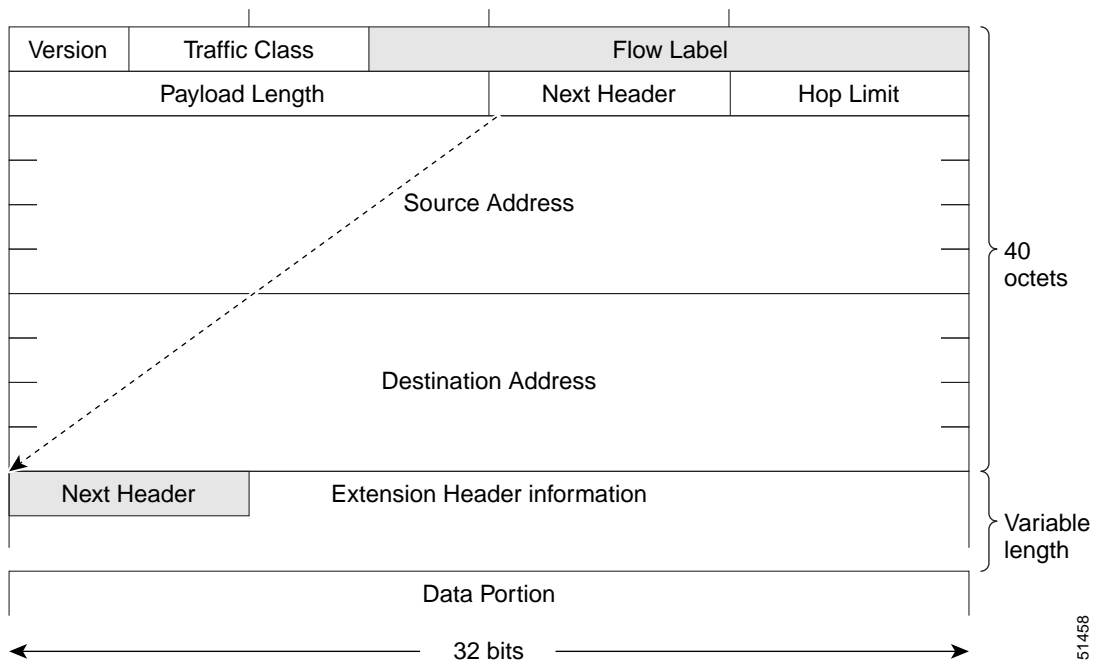 Version Traffic Class Flow Label
Payload Length Next Header Hop Limit
Source Address
40
octets
Destination Address
Next Header Extension Header information
Variable
length
Data Portion
32 bits
51458